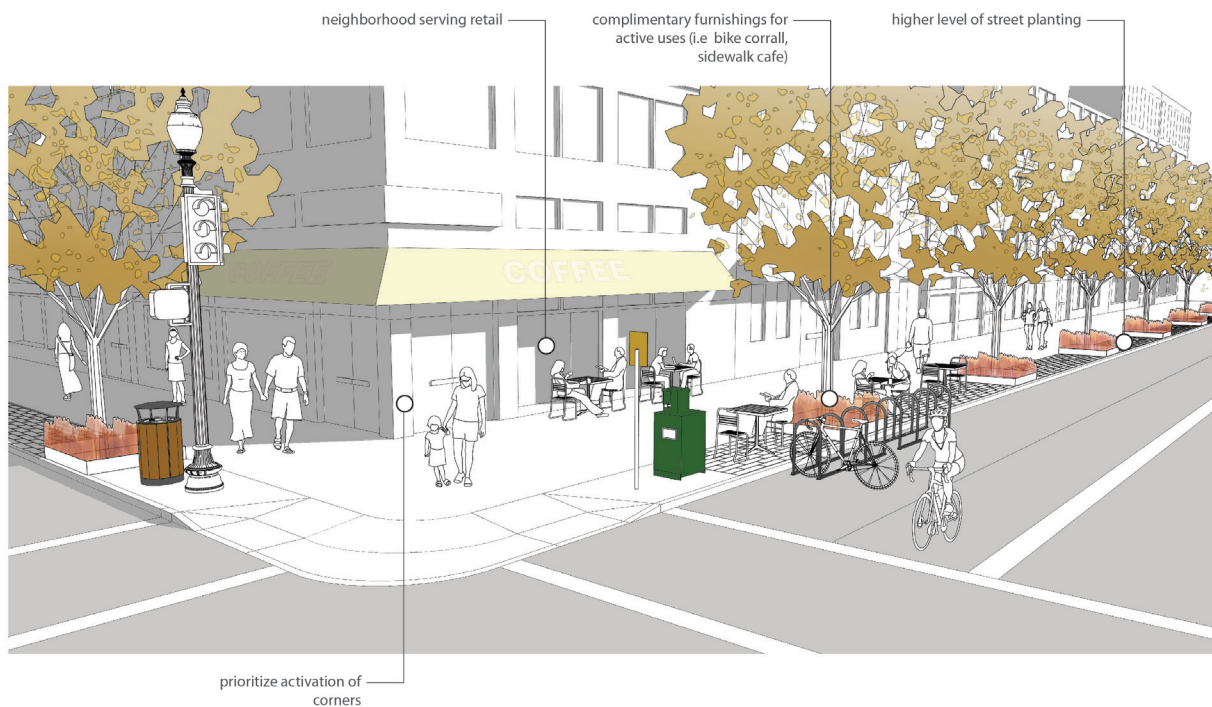 neighborhood serving retail
complimentary furnishings for
active uses (i.e bike corrall,
sidewalk cafe)
higher level of street planting
COFFEE
COFFEE
prioritize activation of
corners